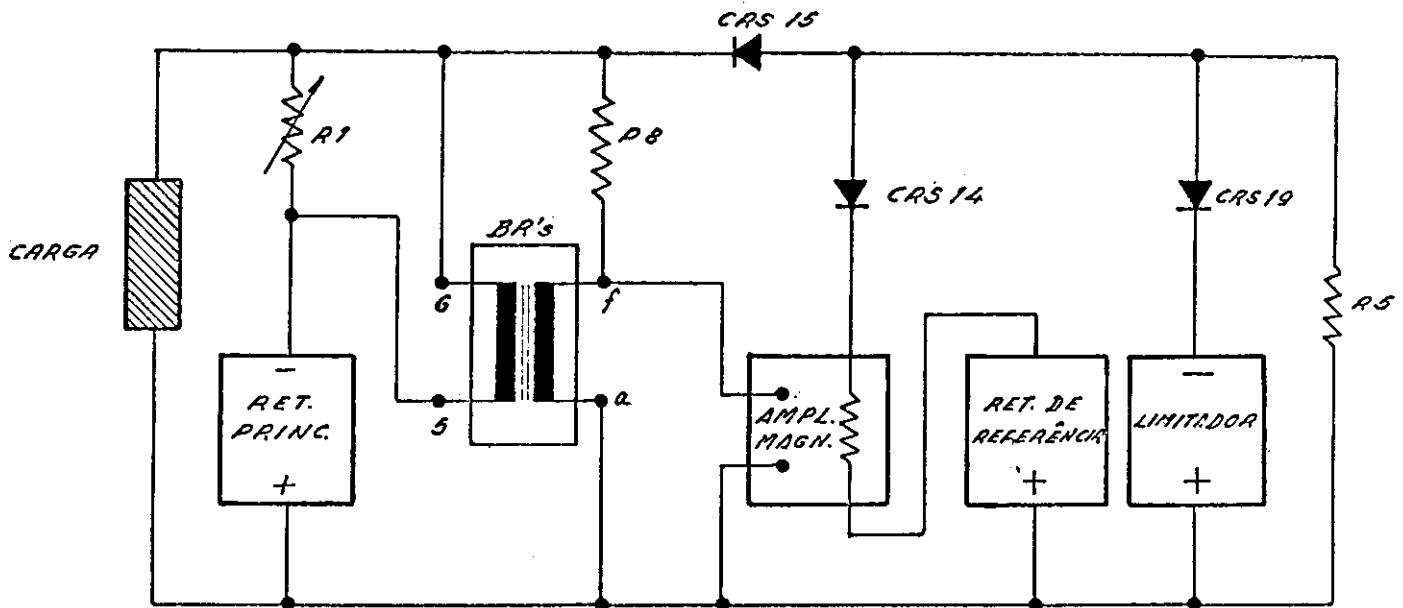 CRS 15
R1
R8
CRS 14
CRS 19
BR's
CARGA
6
f
R5
−
RET.
PRINC.
+
5
a
AMPL.
MAGN.
RET. DE
REFERÊNCIA
+
−
LIMITADOR
+